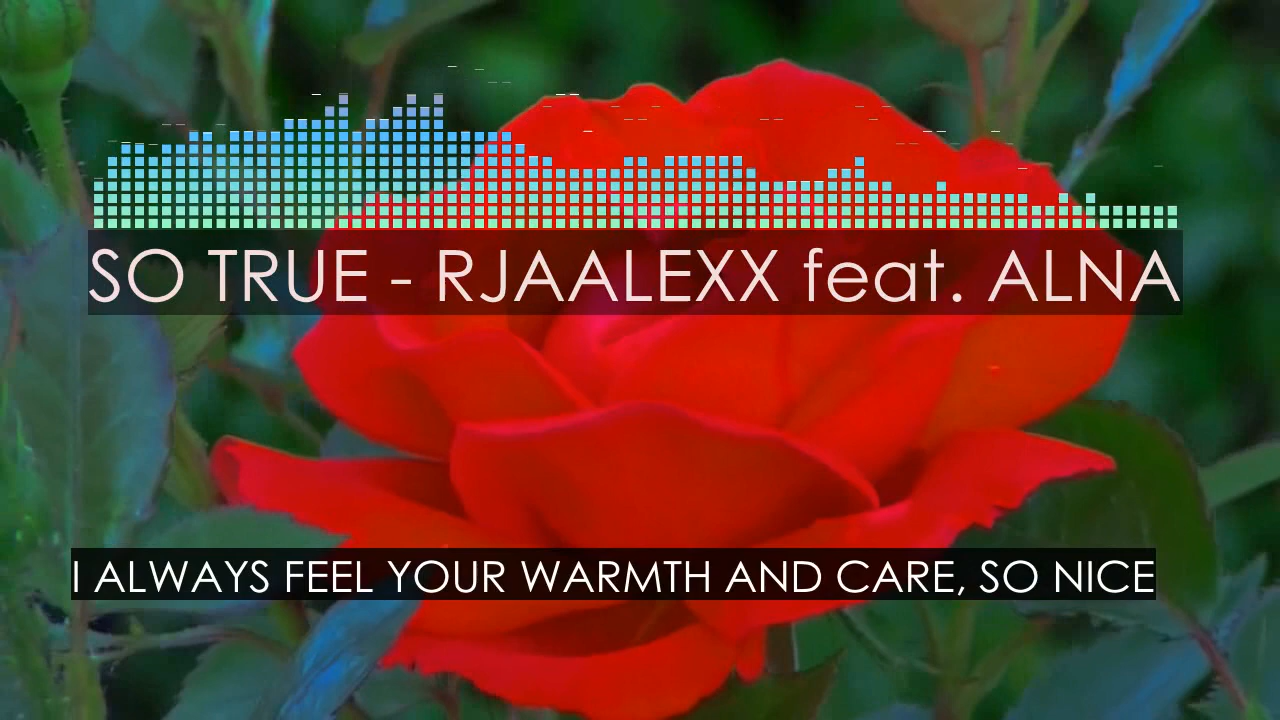 SO TRUE - RJAALEXX feat. ALNA
I ALWAYS FEEL YOUR WARMTH AND CARE, SO NICE